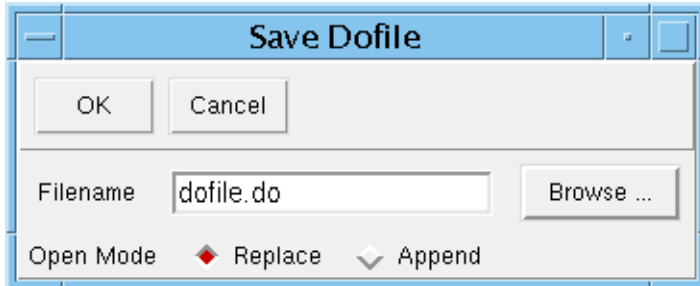 Save Dofile
OK Cancel
Filename dofile.do Browse ...
Open Mode Replace Append